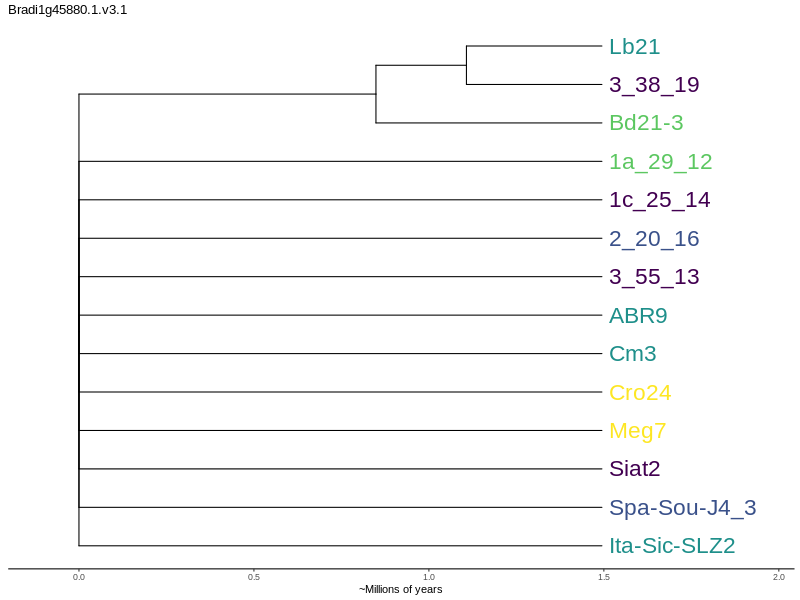 Bradi1g45880.1.v3.1
Lb21
3_38_19
Bd21-3
1a_29_12
1c_25_14
2_20_16
3_55_13
ABR9
Cm3
Cro24
Meg7
Siat2
Spa-Sou-J4_3
Ita-Sic-SLZ2
0.0 0.5 1.0 1.5 2.0
~Millions of years